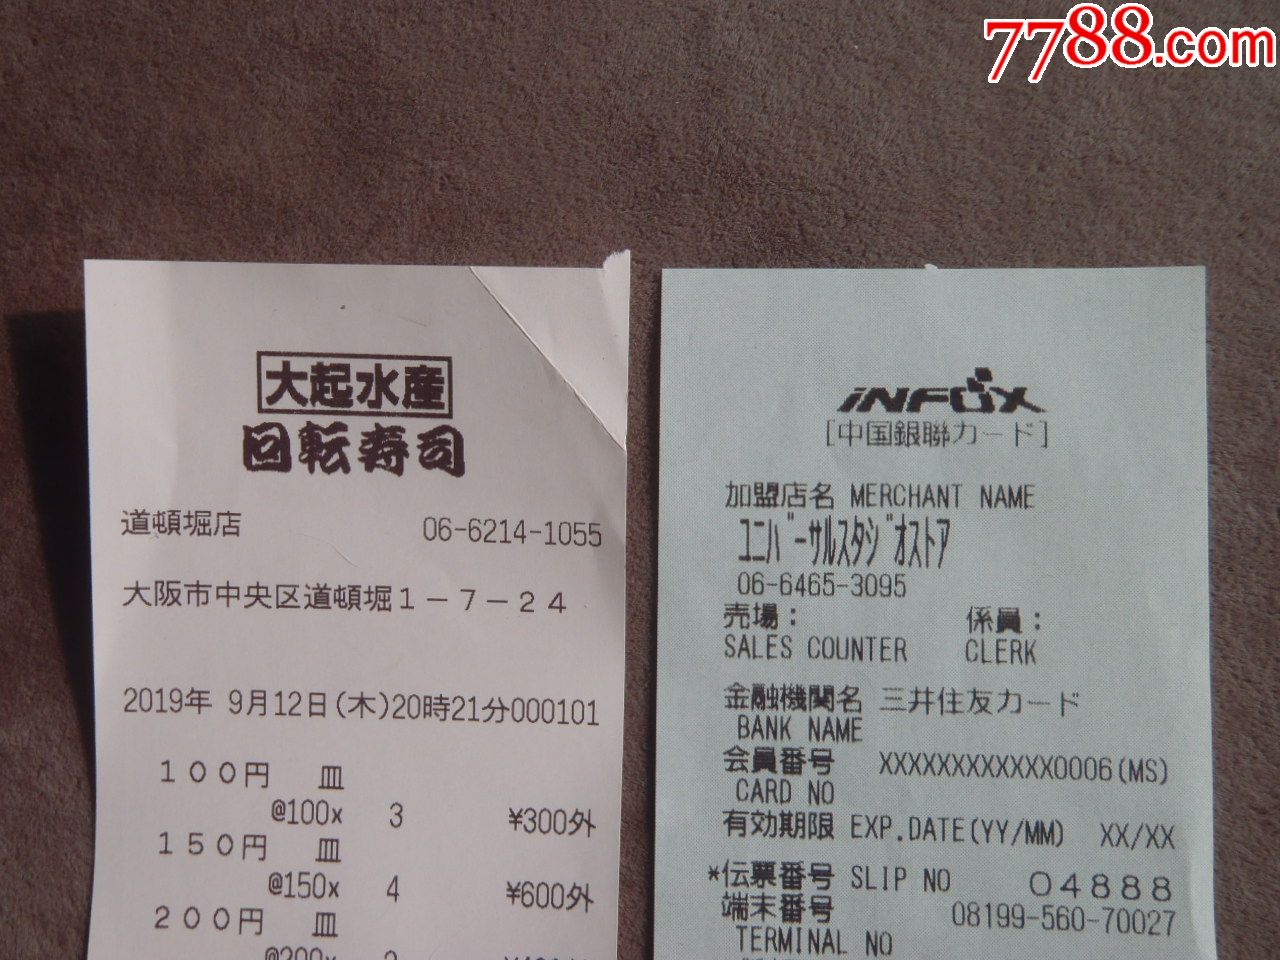 7788.com
大起水産
回転寿司
道頓堀店 06-6214-1055
大阪市中央区道頓堀1-7-24
2019年 9月12日(木)20時21分000101
100円 皿
@100x 3 ¥300外
150円 皿
@150x 4 ¥600外
200円 皿
@200x
INFOX
[中国銀聯カード]
加盟店名 MERCHANT NAME
ユニバーサルスタジオストア
06-6465-3095
売場: 係員:
SALES COUNTER CLERK
金融機関名 三井住友カード
BANK NAME
会員番号 XXXXXXXXXXXX0006(MS)
CARD NO
有効期限 EXP.DATE(YY/MM) XX/XX
*伝票番号 SLIP NO 04888
端末番号 08199-560-70027
TERMINAL NO